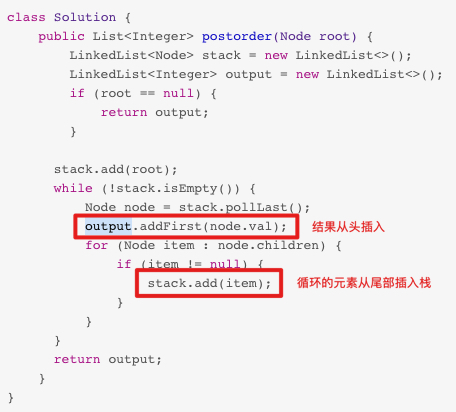 class Solution {
    public List<Integer> postorder(Node root) {
        LinkedList<Node> stack = new LinkedList<>();
        LinkedList<Integer> output = new LinkedList<>();
        if (root == null) {
            return output;
        }

      stack.add(root);
      while (!stack.isEmpty()) {
          Node node = stack.pollLast();
          output.addFirst(node.val); 结果从头插入
          for (Node item : node.children) {
              if (item != null) {
                  stack.add(item); 循环的元素从尾部插入栈
              }
          }
      }
      return output;
    }
}